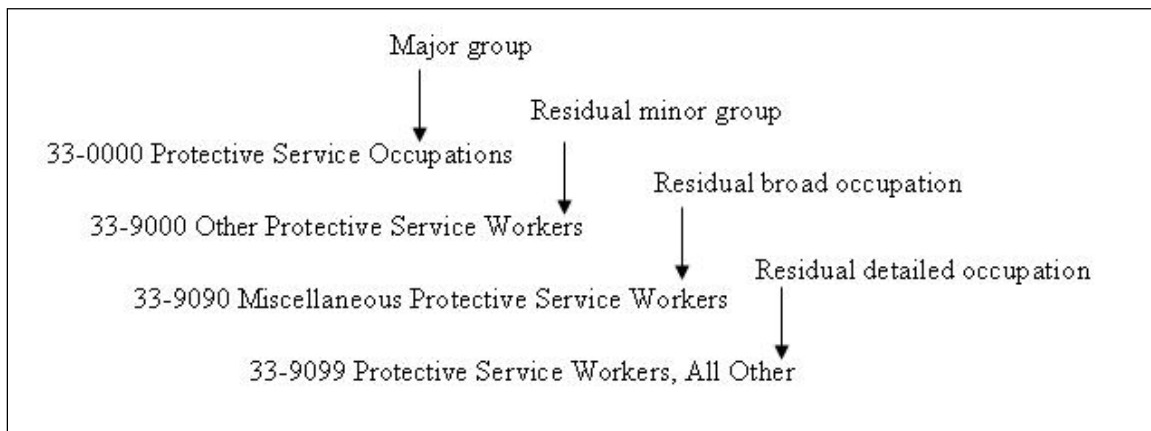 Major group
Residual minor group
33-0000 Protective Service Occupations
Residual broad occupation
33-9000 Other Protective Service Workers
Residual detailed occupation
33-9090 Miscellaneous Protective Service Workers
33-9099 Protective Service Workers, All Other